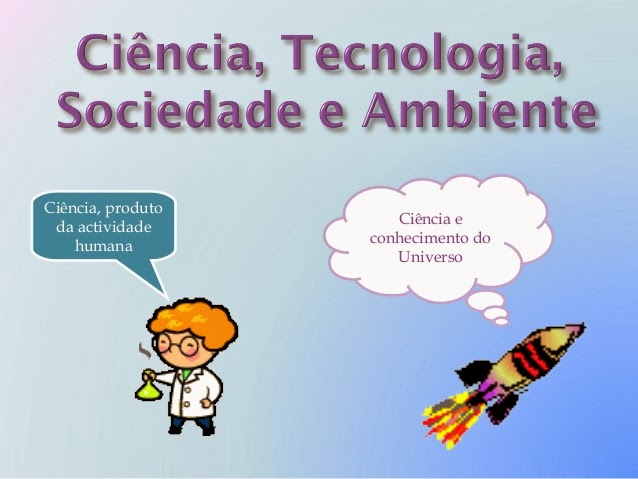 Ciência, Tecnologia,
Sociedade e Ambiente
Ciência, produto
da actividade
humana
Ciência e
conhecimento do
Universo